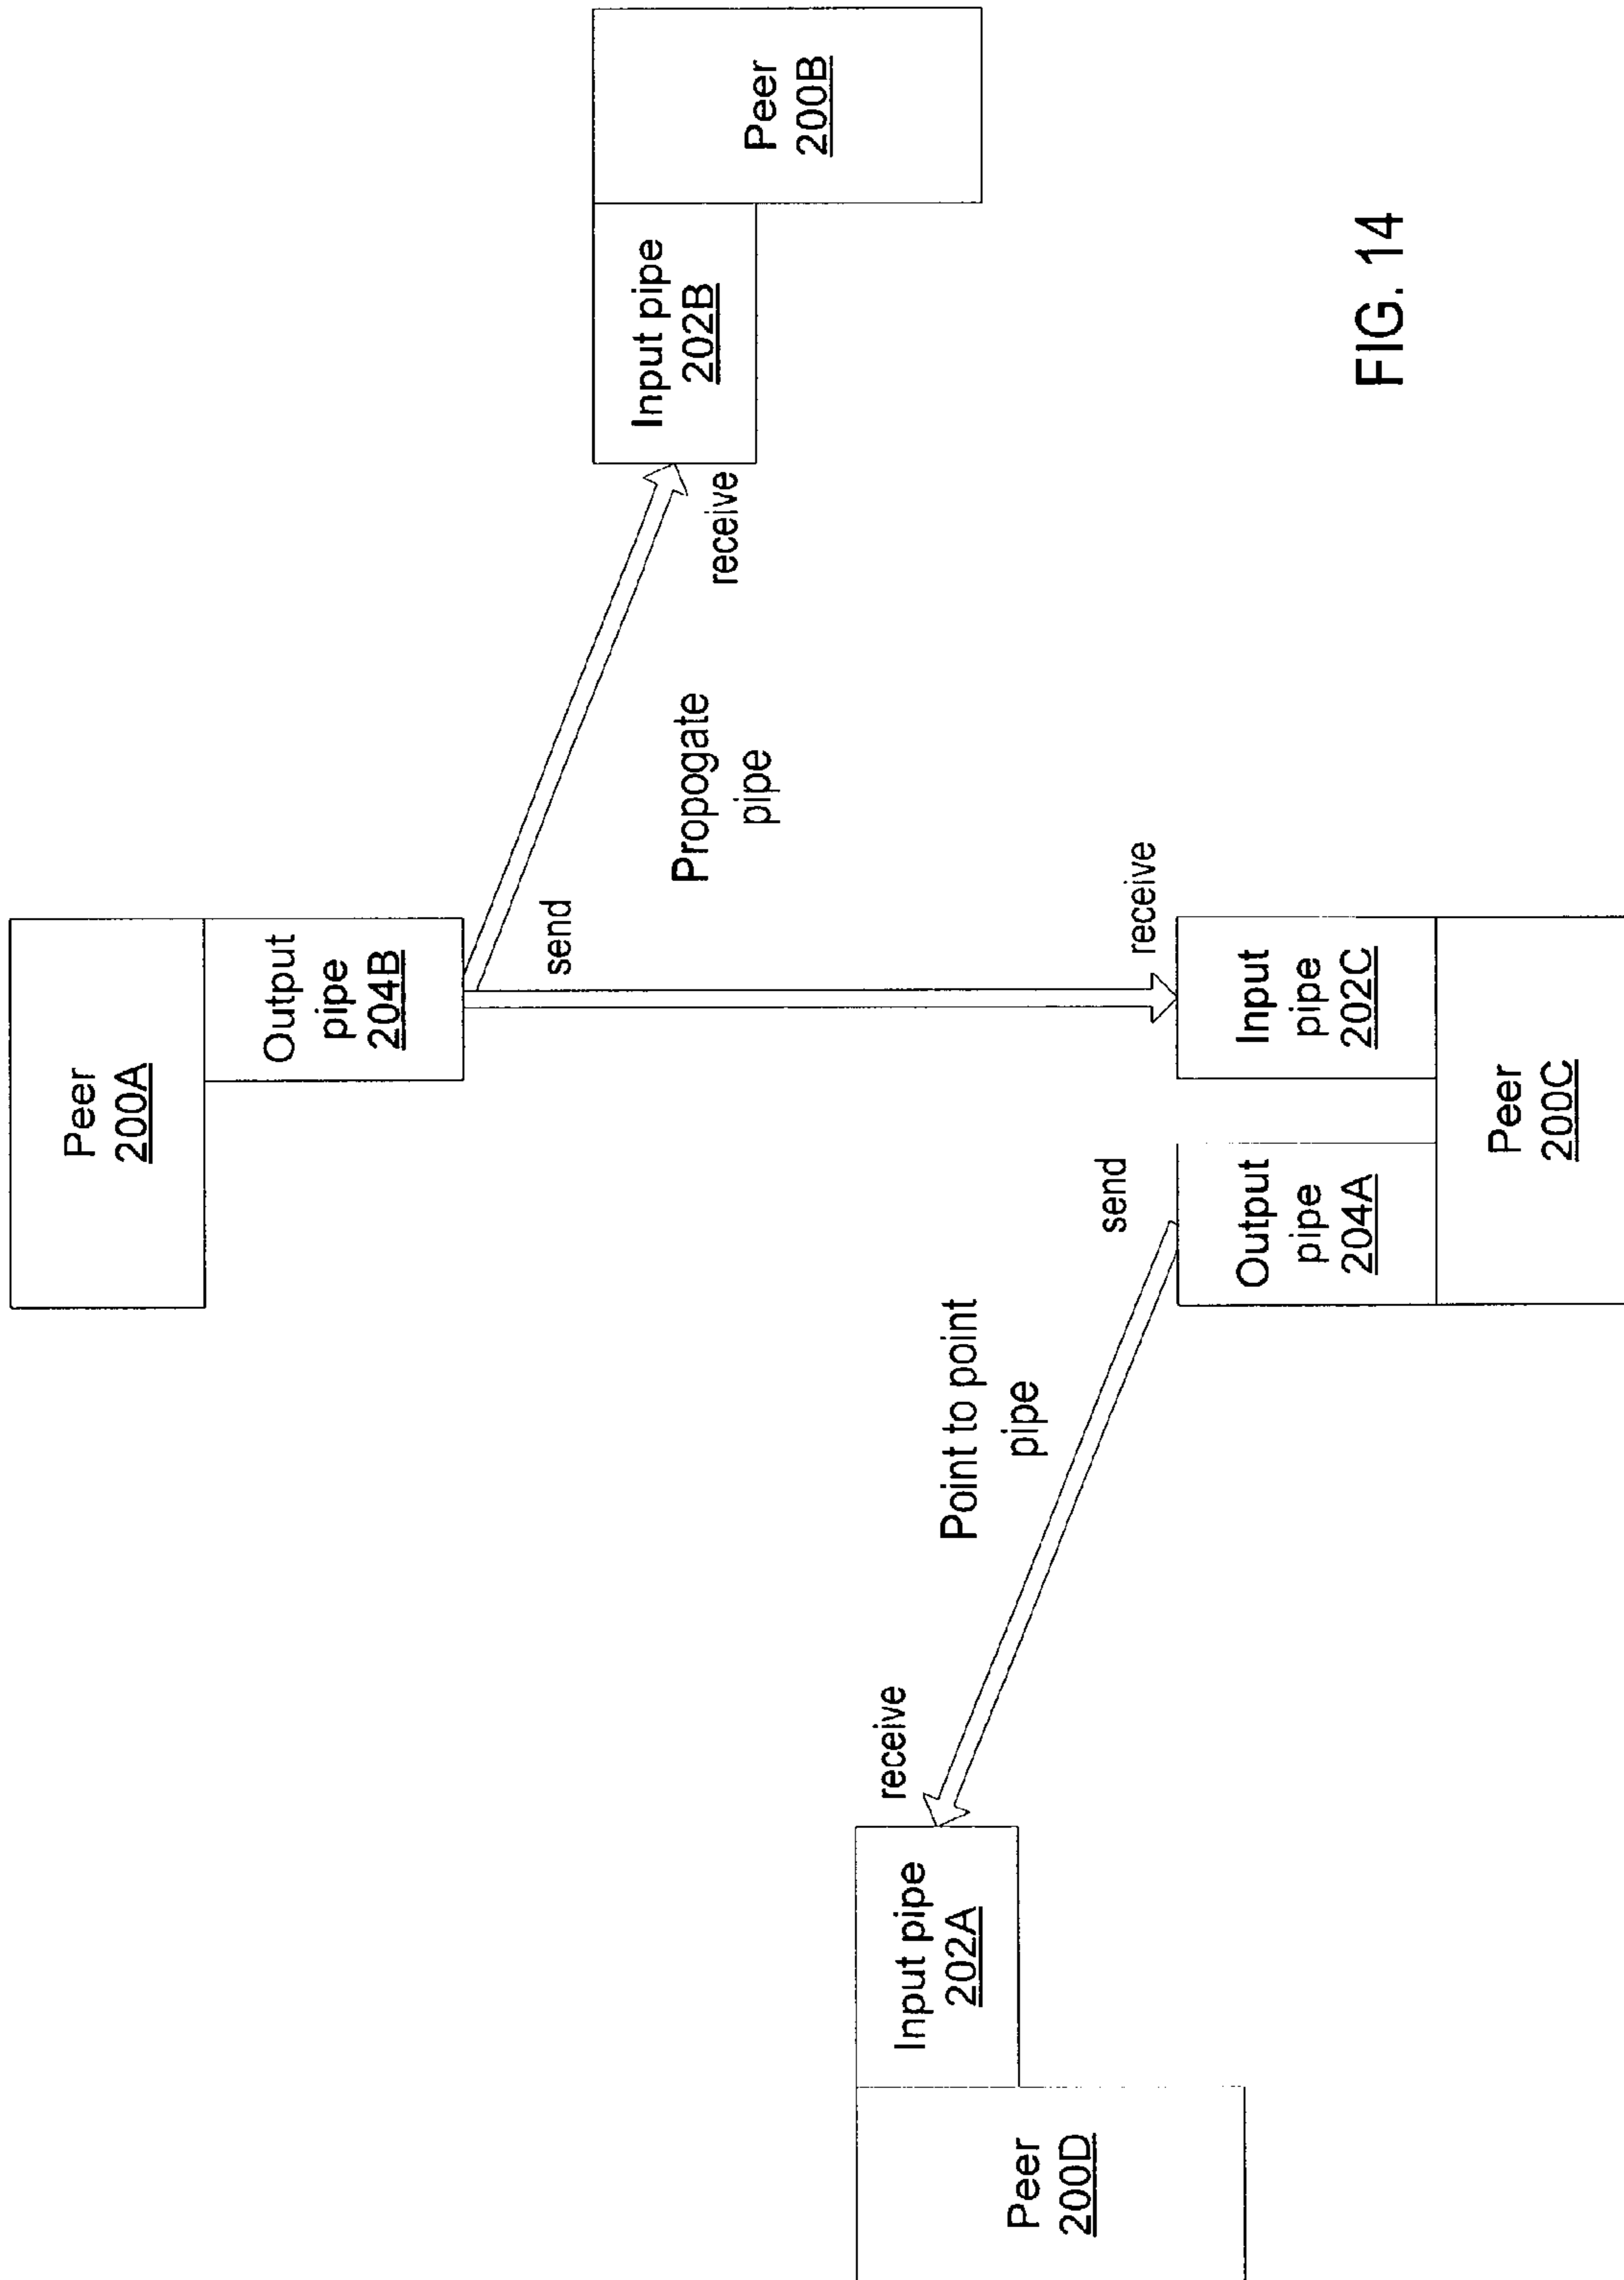 Peer
200A
Output
pipe
204B
send
Propogate
pipe
receive
Input pipe
202B
Peer
200B
Peer
200D
Input pipe
202A
receive
Point to point
pipe
send
receive
Output
pipe
204A
Input
pipe
202C
Peer
200C
FIG. 14